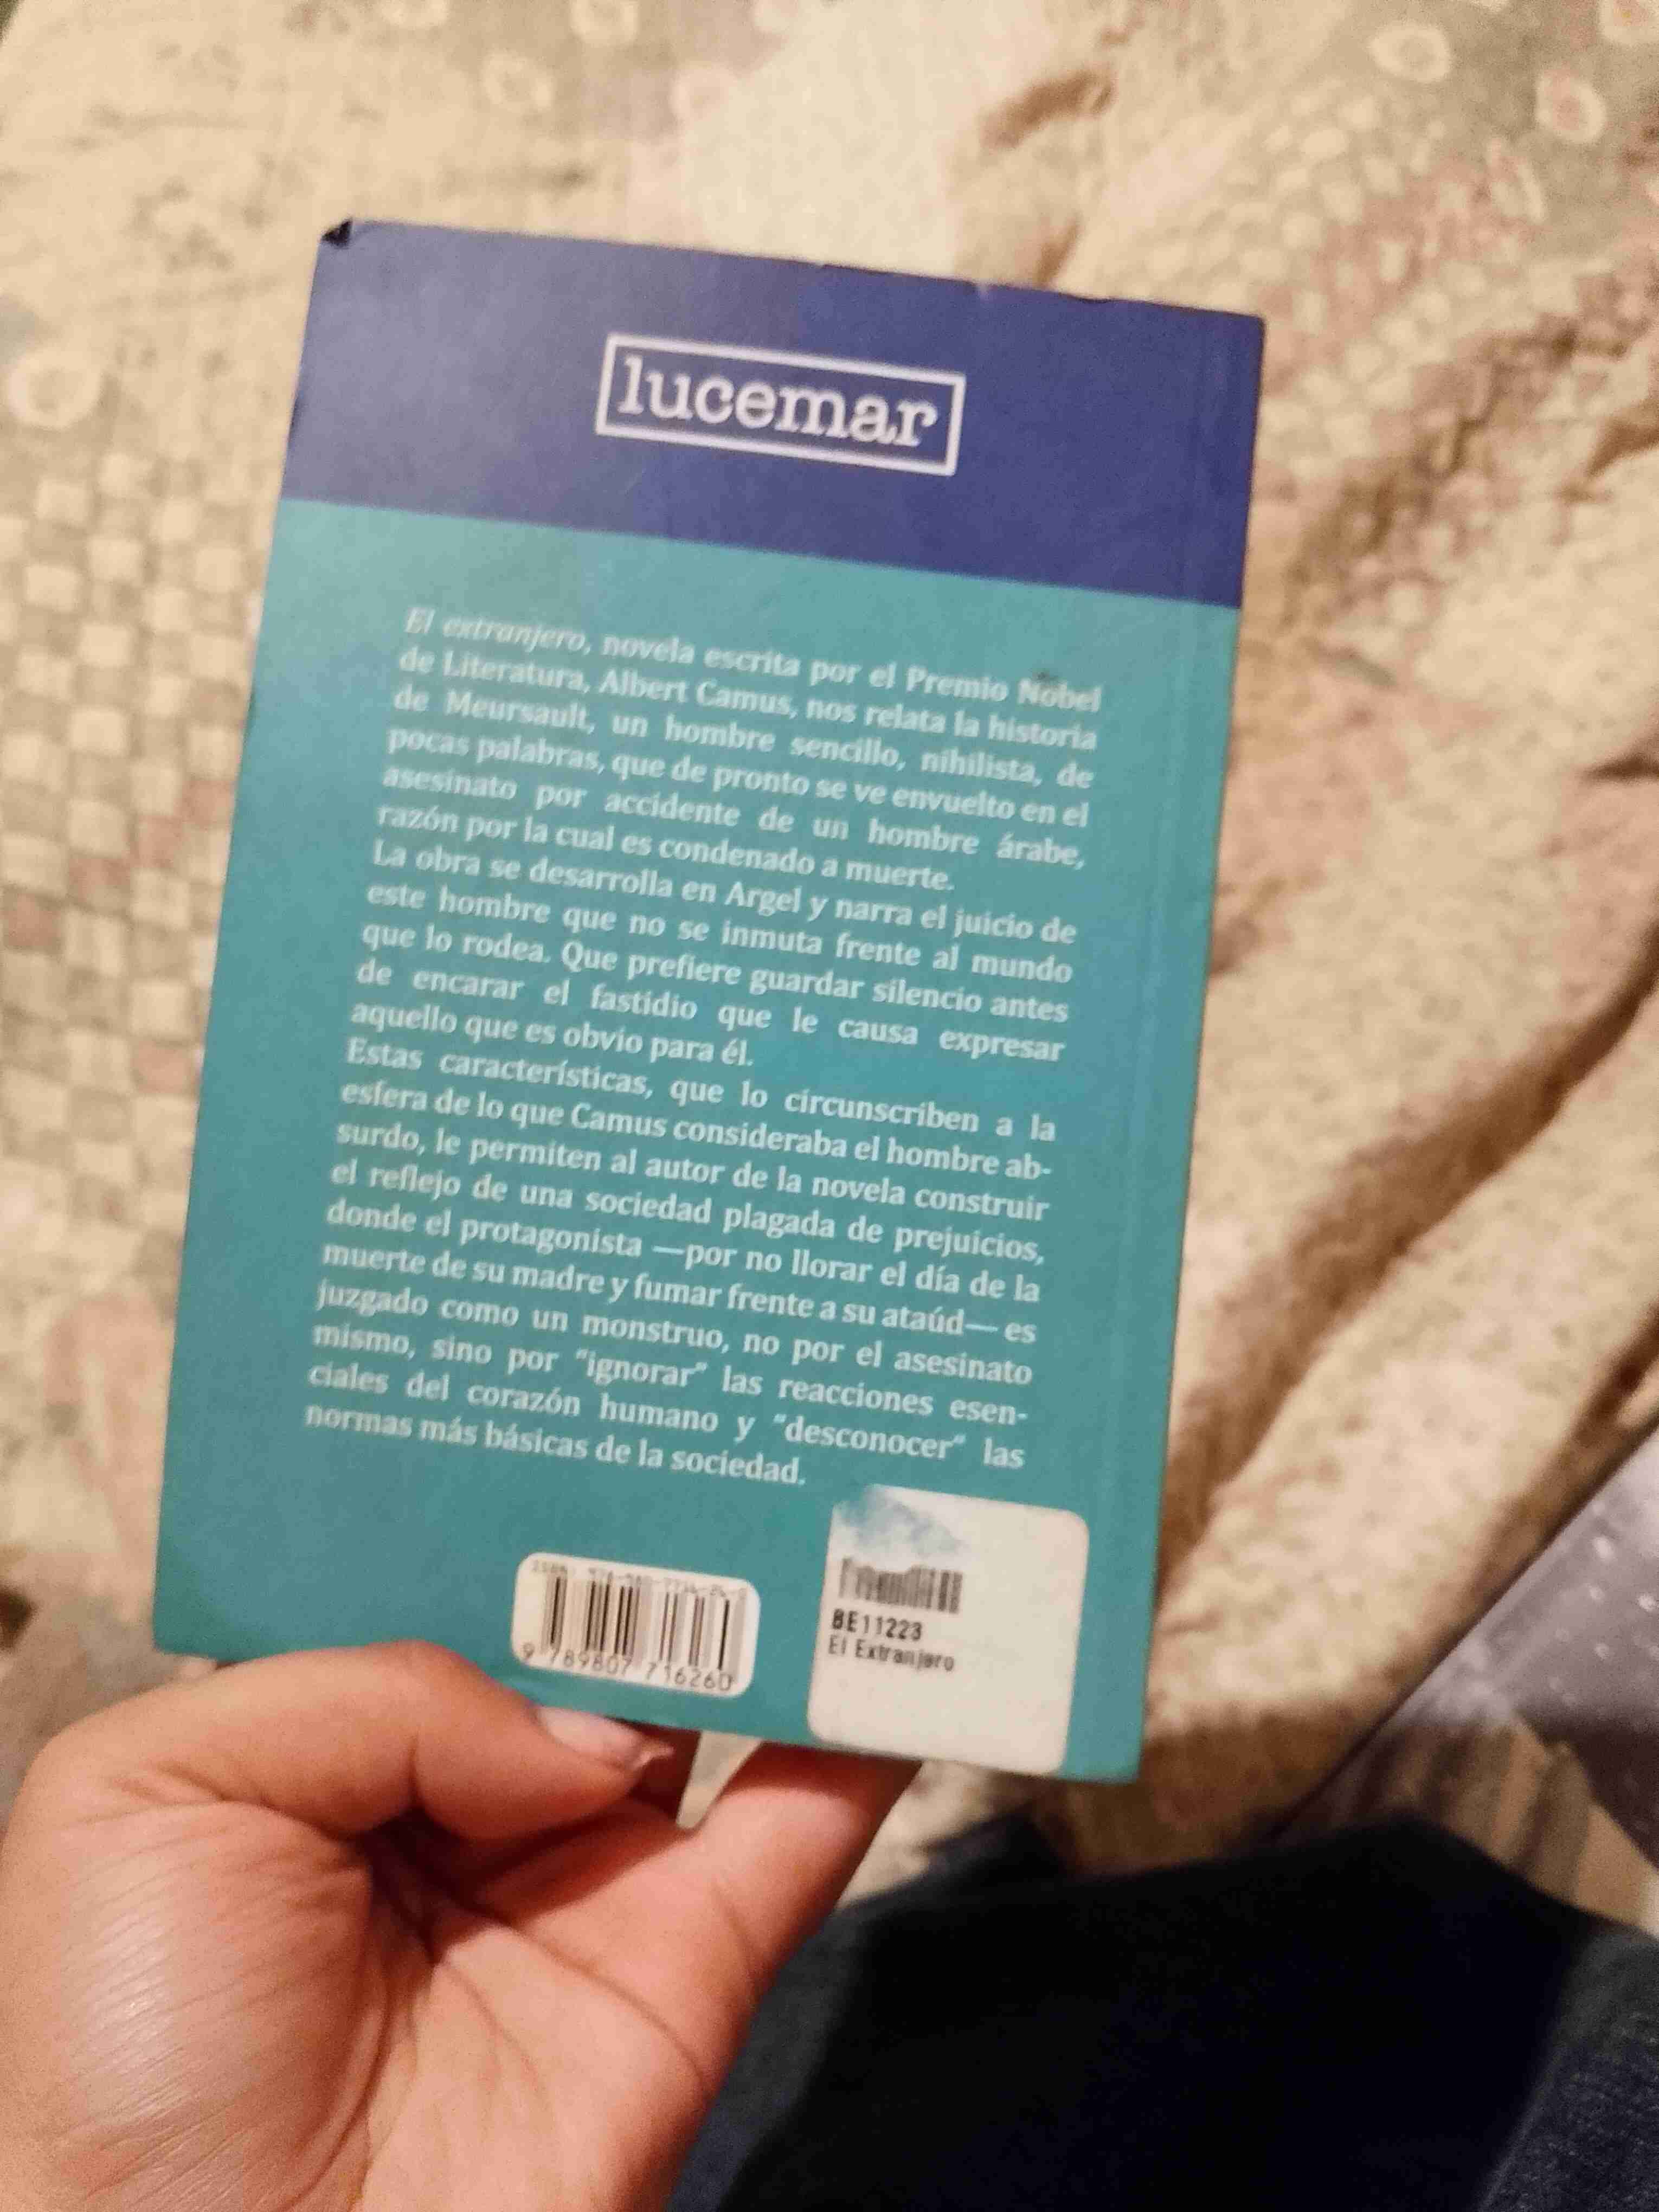 lucemar
El extranjero, novela escrita por el Premio Nobel
de Literatura, Albert Camus, nos relata la historia
de Meursault, un hombre sencillo, nihilista, de
pocas palabras, que de pronto se ve envuelto en el
asesinato por accidente de un hombre árabe,
razón por la cual es condenado a muerte.
La obra se desarrolla en Argel y narra el juicio de
este hombre que no se inmuta frente al mundo
que lo rodea. Que prefiere guardar silencio antes
de encarar el fastidio que le causa expresar
aquello que es obvio para él.
Estas características, que lo circunscriben a la
esfera de lo que Camus consideraba el hombre ab-
surdo, le permiten al autor de la novela construir
el reflejo de una sociedad plagada de prejuicios,
donde el protagonista —por no llorar el día de la
muerte de su madre y fumar frente a su ataúd— es
juzgado como un monstruo, no por el asesinato
mismo, sino por "ignorar" las reacciones esen-
ciales del corazón humano y "desconocer" las
normas más básicas de la sociedad.
9 789807 716260
BE11223
El Extranjero